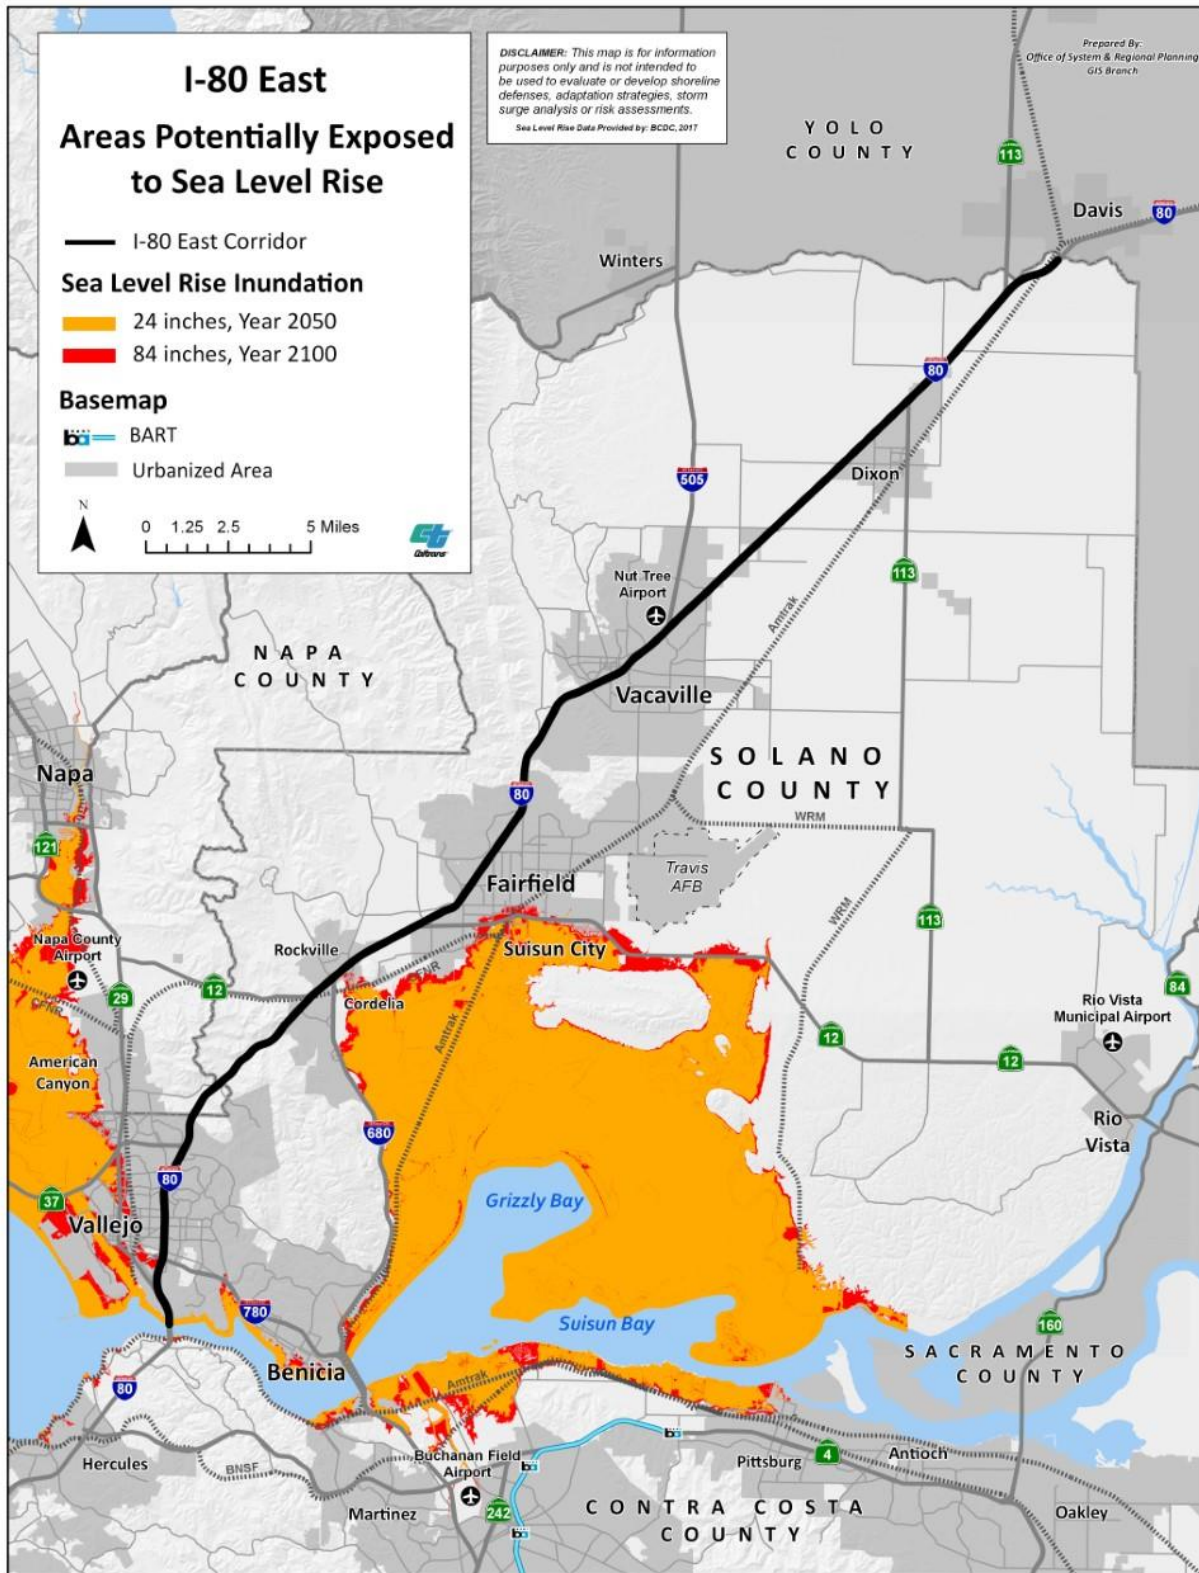 I-80 East
Areas Potentially Exposed
to Sea Level Rise
I-80 East Corridor
Sea Level Rise Inundation
24 inches, Year 2050
84 inches, Year 2100
Basemap
ba
BART
Urbanized Area
N
0 1.25 2.5 5 Miles
Caltrans
DISCLAIMER: This map is for information
purposes only and is not intended to
be used to evaluate or develop shoreline
defenses, adaptation strategies, storm
surge analysis or risk assessments.
Sea Level Rise Data Provided by: BCDC, 2017
Prepared By:
Office of System & Regional Planning
GIS Branch
YOLO
COUNTY
113
Davis
80
Winters
80
505
Dixon
113
Nut Tree
Airport
Amtrak
NAPA
COUNTY
Vacaville
SOLANO
COUNTY
Napa
80
WRM
121
Travis
AFB
Fairfield
WRM
113
Napa County
Airport
Rockville
Suisun City
CFNR
84
29
12
Cordelia
Rio Vista
Municipal Airport
CFNR
Amtrak
12
12
American
Canyon
680
Rio
Vista
80
37
Vallejo
Grizzly Bay
780
Suisun Bay
160
SACRAMENTO
COUNTY
Benicia
80
Amtrak
ba
Hercules
BNSF
Buchanan Field
Airport
ba
Pittsburg
4
Antioch
Martinez
242
ba
CONTRA COSTA
COUNTY
Oakley